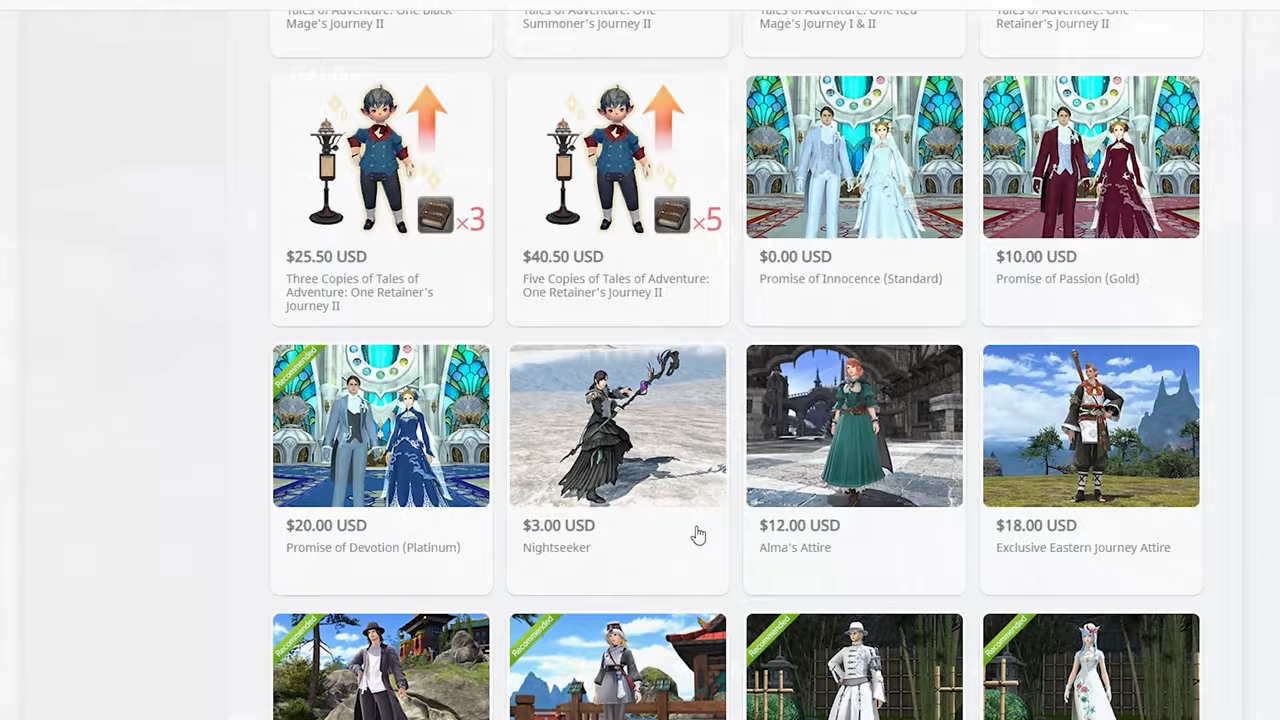 Tales of Adventure: One Black
Mage's Journey II
Tales of Adventure: One
Summoner's Journey II
Tales of Adventure: One Red
Mage's Journey I & II
Tales of Adventure: One
Retainer's Journey II
×3
$25.50 USD
Three Copies of Tales of
Adventure: One Retainer's
Journey II
×5
$40.50 USD
Five Copies of Tales of Adventure:
One Retainer's Journey II
$0.00 USD
Promise of Innocence (Standard)
$10.00 USD
Promise of Passion (Gold)
Recommended
$20.00 USD
Promise of Devotion (Platinum)
$3.00 USD
Nightseeker
$12.00 USD
Alma's Attire
$18.00 USD
Exclusive Eastern Journey Attire
Recommended
Recommended
Recommended
Recommended